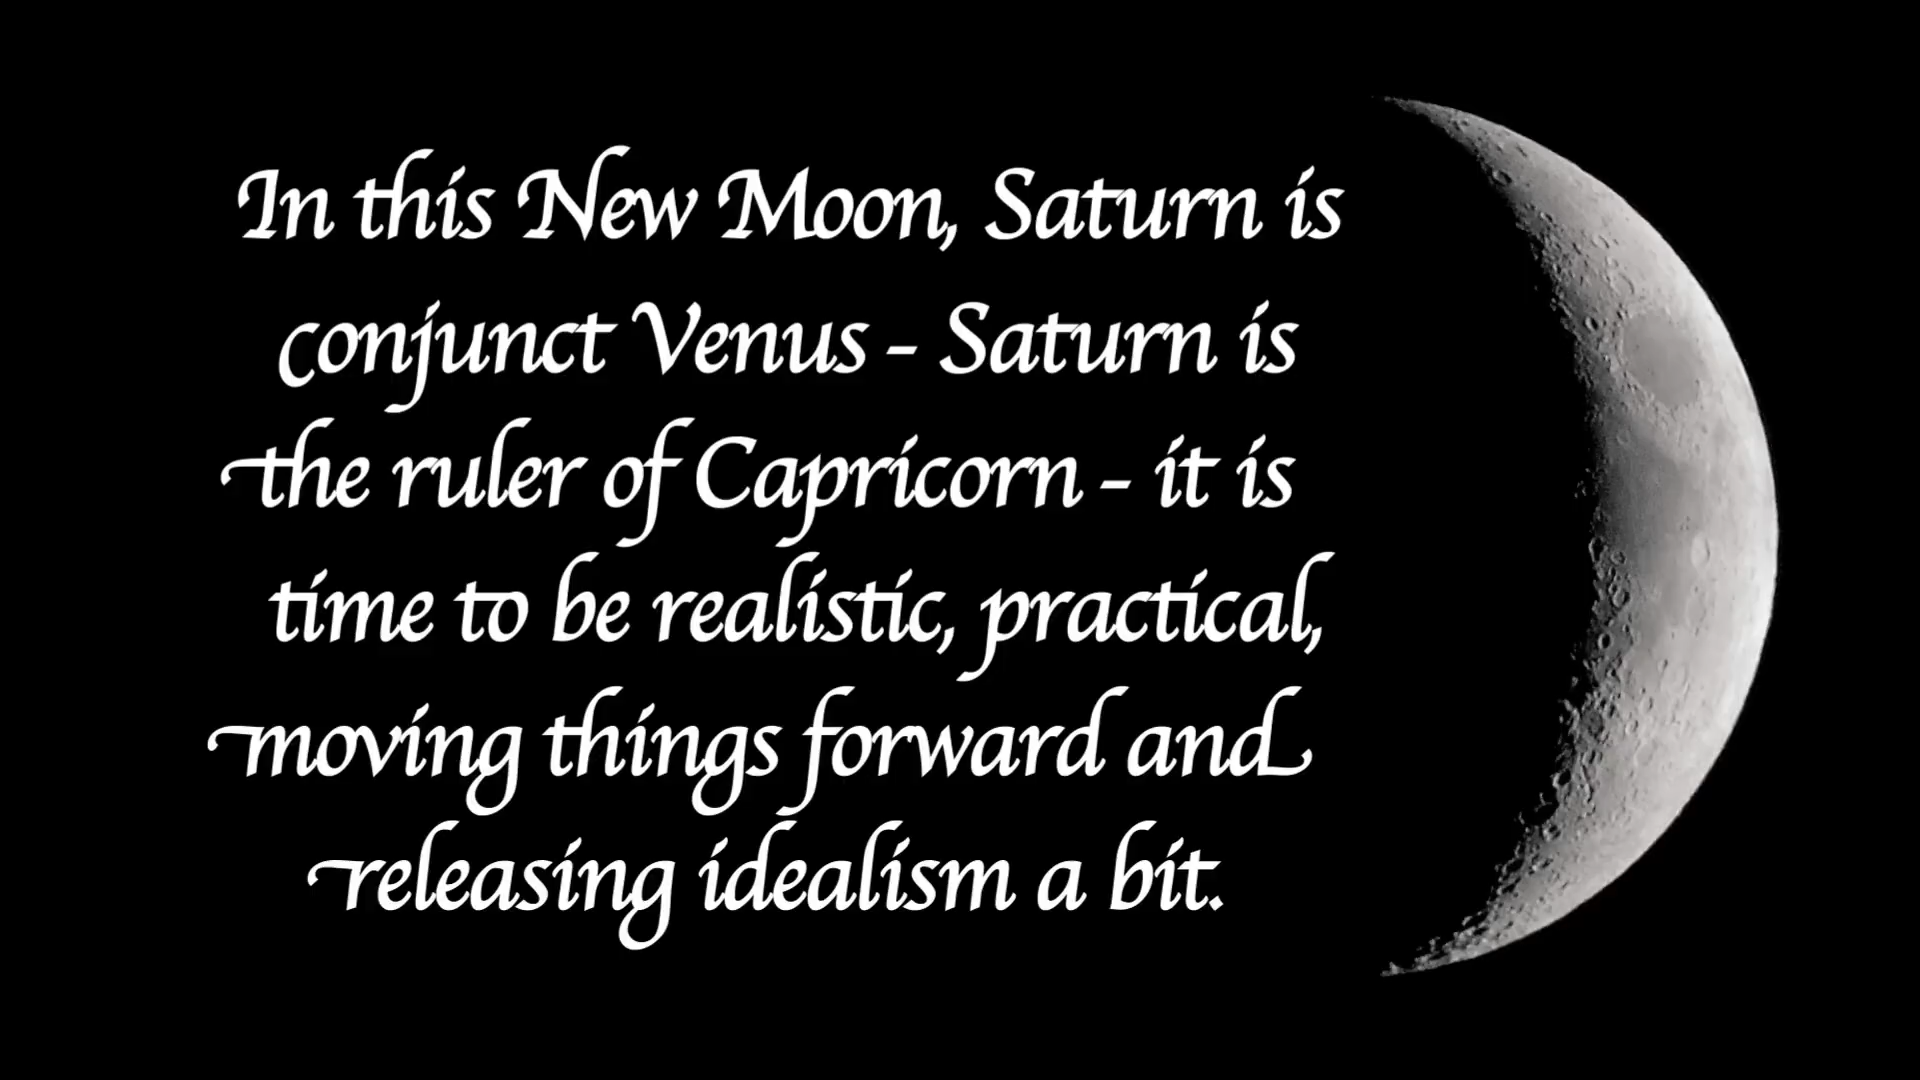 In this New Moon, Saturn is
conjunct Venus - Saturn is
the ruler of Capricorn - it is
time to be realistic, practical,
moving things forward and
releasing idealism a bit.